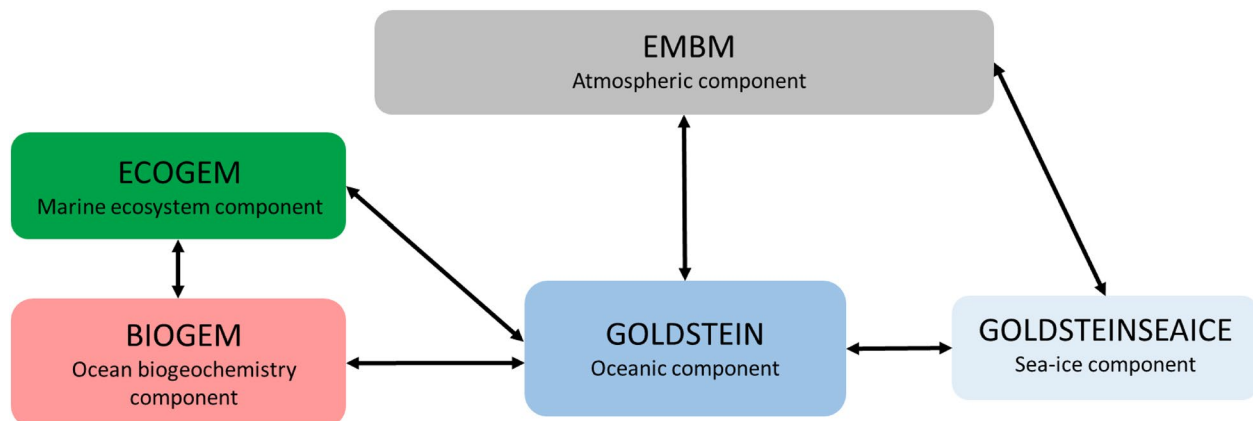 EMBM
Atmospheric component
ECOGEM
Marine ecosystem component
BIOGEM
Ocean biogeochemistry
component
GOLDSTEIN
Oceanic component
GOLDSTEINSEAICE
Sea-ice component